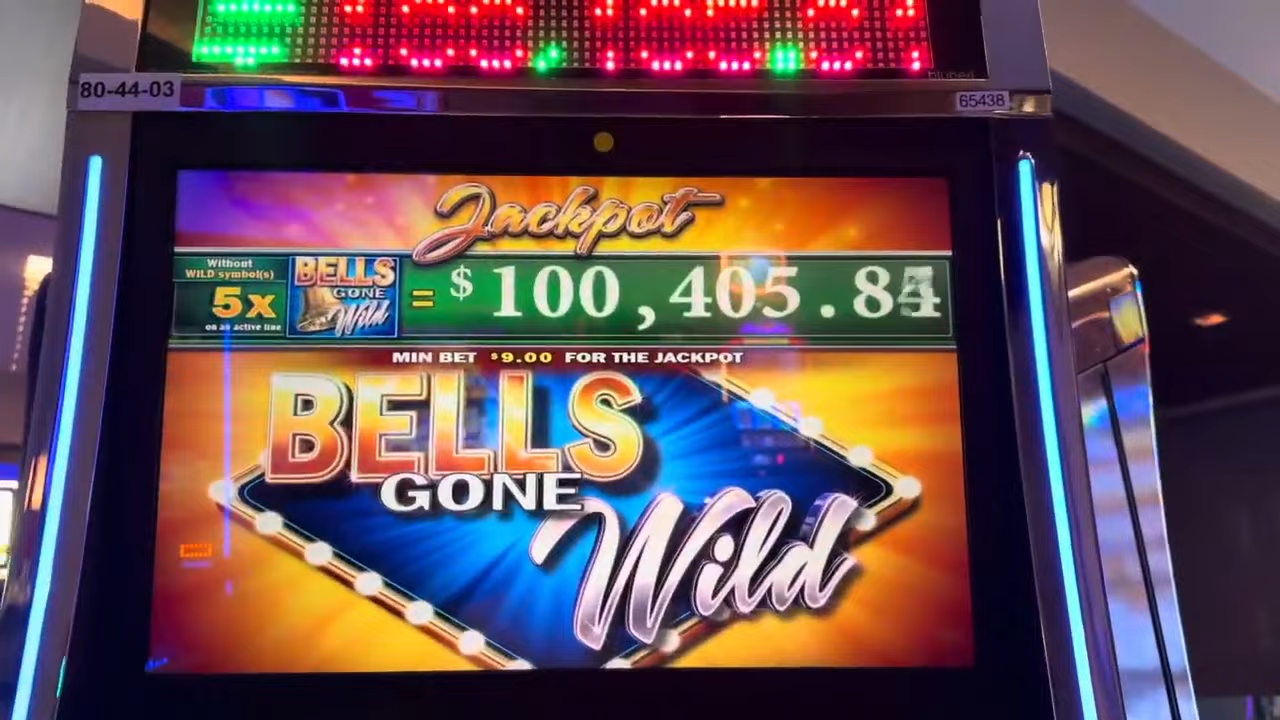 80-44-03
65438
Jackpot
Without
WILD symbol(s)
5x
on an active line
BELLS
GONE
Wild
= $100,405.84
MIN BET $9.00 FOR THE JACKPOT
BELLS
GONE
Wild